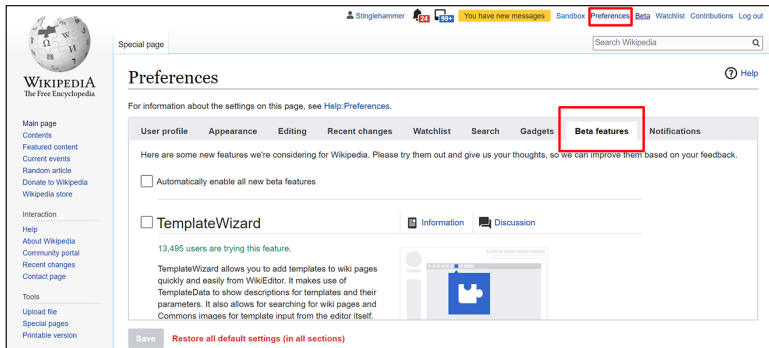 Stinglehammer 24 99+ You have new messages Sandbox Preferences Beta Watchlist Contributions Log out
Special page
Search Wikipedia
WIKIPEDIA
The Free Encyclopedia
Preferences
Help
For information about the settings on this page, see Help:Preferences.
Main page
Contents
Featured content
Current events
Random article
Donate to Wikipedia
Wikipedia store
Interaction
Help
About Wikipedia
Community portal
Recent changes
Contact page
Tools
Upload file
Special pages
Printable version
User profile Appearance Editing Recent changes Watchlist Search Gadgets Beta features Notifications
Here are some new features we're considering for Wikipedia. Please try them out and give us your thoughts, so we can improve them based on your feedback.
Automatically enable all new beta features
TemplateWizard
Information
Discussion
13,495 users are trying this feature.
TemplateWizard allows you to add templates to wiki pages
quickly and easily from WikiEditor. It makes use of
TemplateData to show descriptions for templates and their
parameters. It also allows for searching for wiki pages and
Commons images for template input from the editor itself.
Save
Restore all default settings (in all sections)